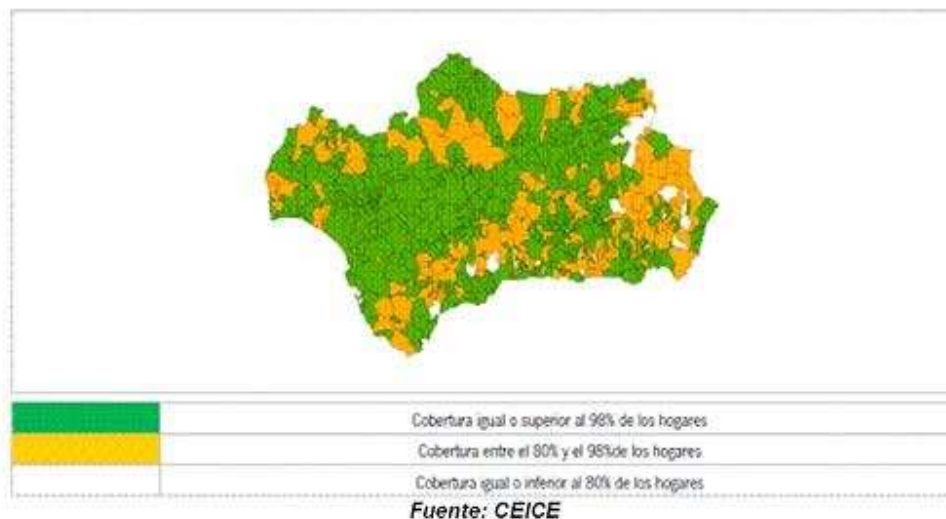 Cobertura igual o superior al 98% de los hogares
Cobertura entre el 80% y el 98%de los hogares
Cobertura igual o inferior al 80% de los hogares
Fuente: CEICE